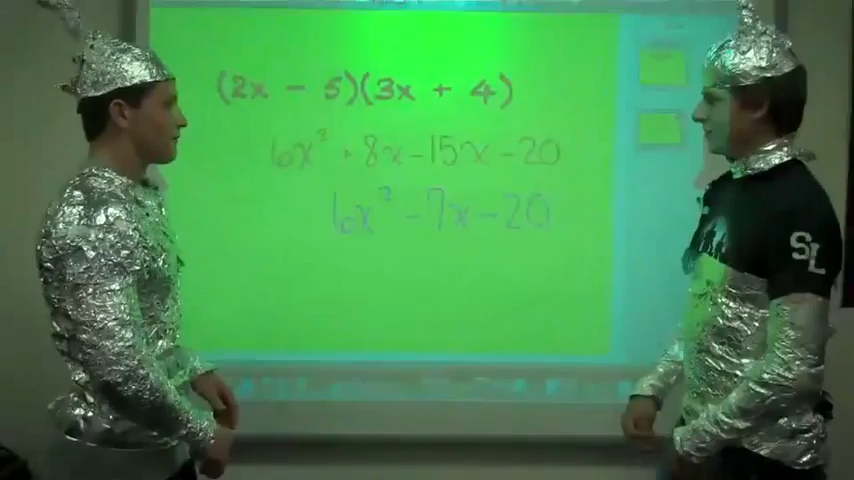 (2x - 5)(3x + 4)
6x² + 8x - 15x - 20
6x² - 7x - 20
SL